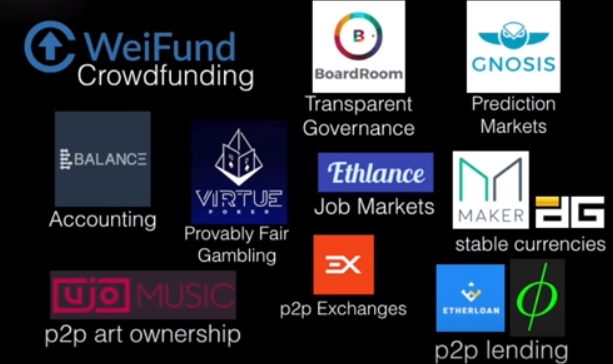 WeiFund
Crowdfunding
B
BoardRoom
Transparent
Governance
GNOSIS
Prediction
Markets
BALANCE
Accounting
VIRTUE
POKER
Provably Fair
Gambling
Ethlance
Job Markets
MAKER
DG
stable currencies
ujo MUSIC
p2p art ownership
EX
p2p Exchanges
ETHERLOAN
p2p lending